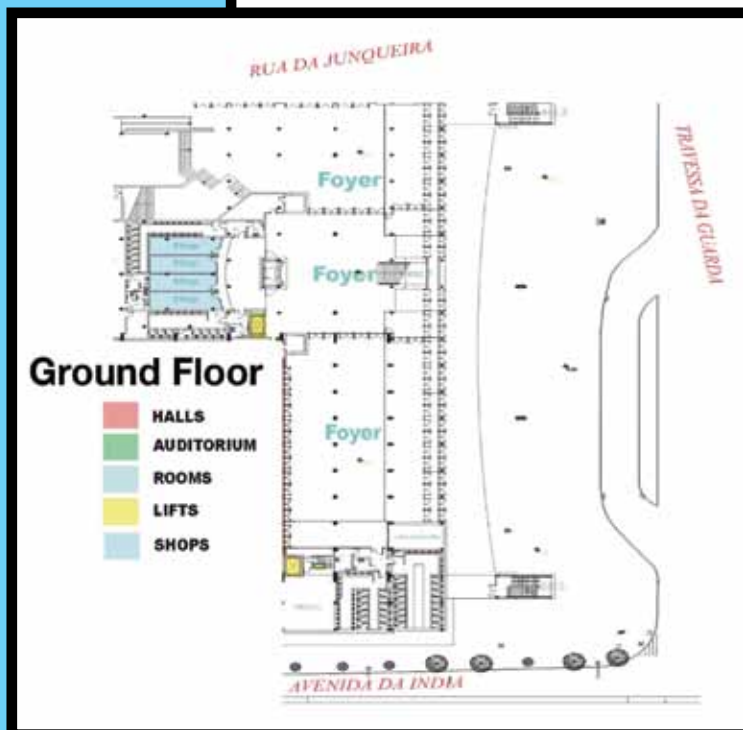 RUA DA JUNQUEIRA
TRAVESSA DA GUARDA
Foyer
Foyer
Foyer
Ground Floor
HALLS
AUDITORIUM
ROOMS
LIFTS
SHOPS
AVENIDA DA INDIA